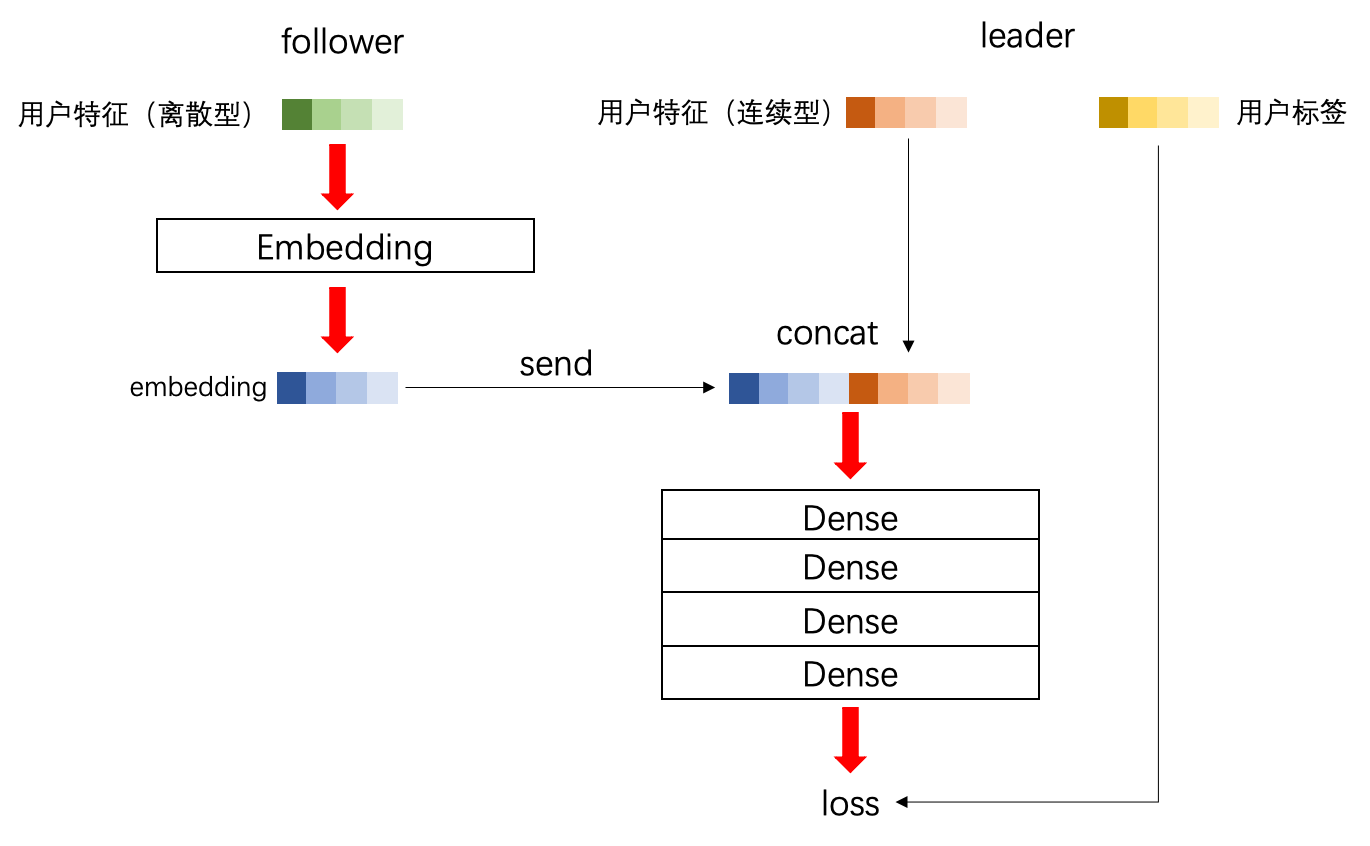 follower
leader
用户特征（离散型）
用户特征（连续型）
用户标签
Embedding
concat
send
embedding
Dense
Dense
Dense
Dense
loss